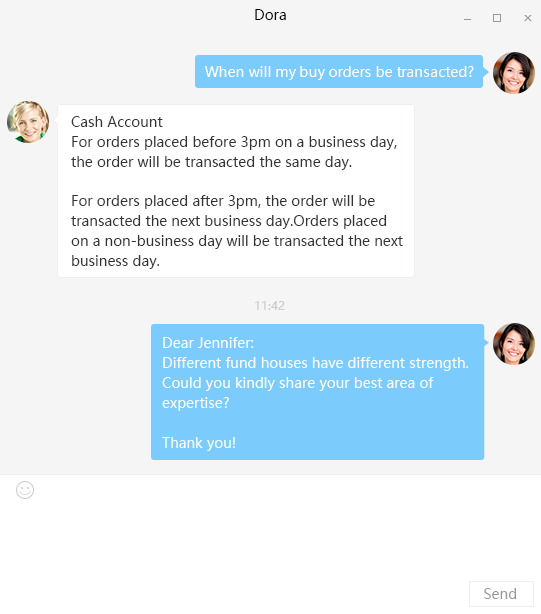 Dora
When will my buy orders be transacted?
Cash Account
For orders placed before 3pm on a business day,
the order will be transacted the same day.
For orders placed after 3pm, the order will be
transacted the next business day.Orders placed
on a non-business day will be transacted the next
business day.
11:42
Dear Jennifer:
Different fund houses have different strength.
Could you kindly share your best area of
expertise?
Thank you!
Send